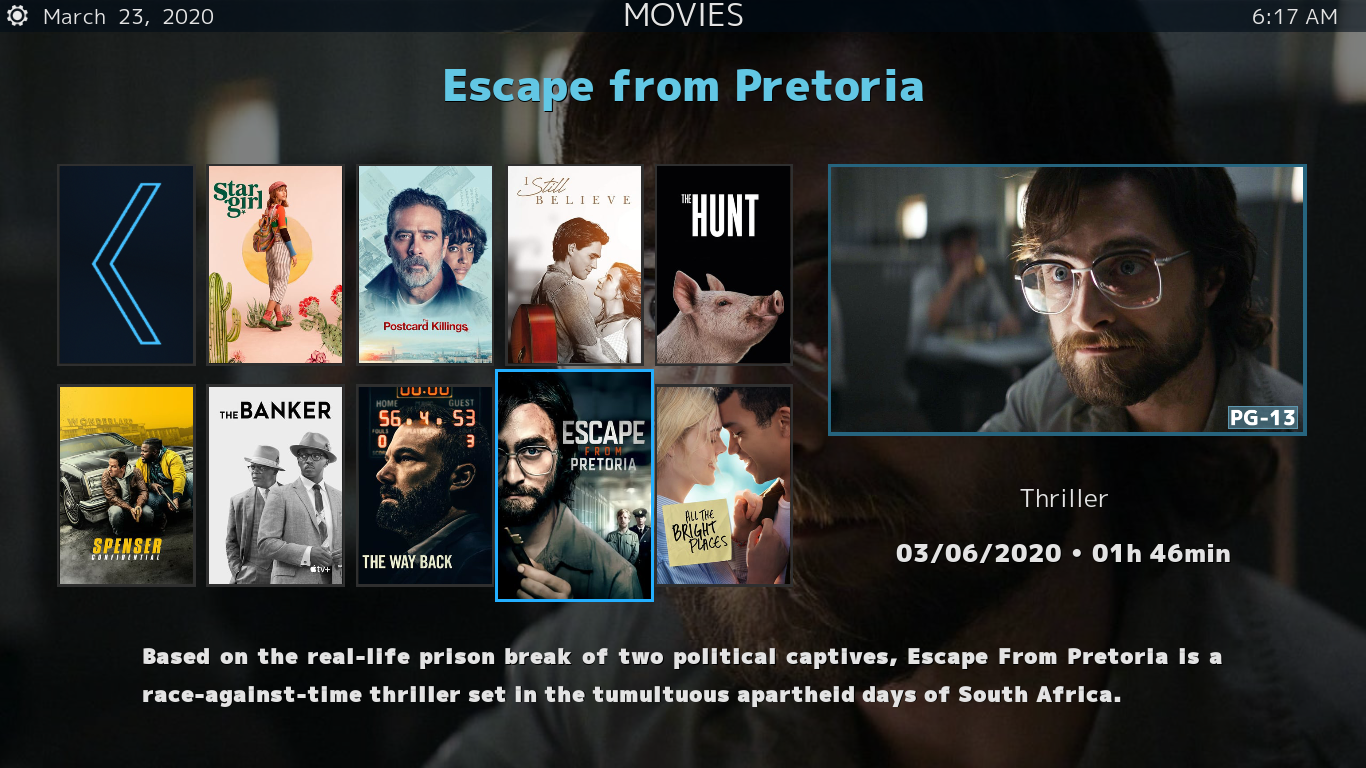 March 23, 2020
MOVIES
6:17 AM
Escape from Pretoria
Star
girl
Postcard Killings
I Still
BELIEVE
THE HUNT
PG-13
WONDERLAND
SPENSER
CONFIDENTIAL
THE BANKER
tv+
00:00
HOME GUEST
56.4.53
FOULS
0 3
THE WAY BACK
ESCAPE
FROM
PRETORIA
ALL THE
BRIGHT
PLACES
Thriller
03/06/2020 • 01h 46min
Based on the real-life prison break of two political captives, Escape From Pretoria is a
race-against-time thriller set in the tumultuous apartheid days of South Africa.